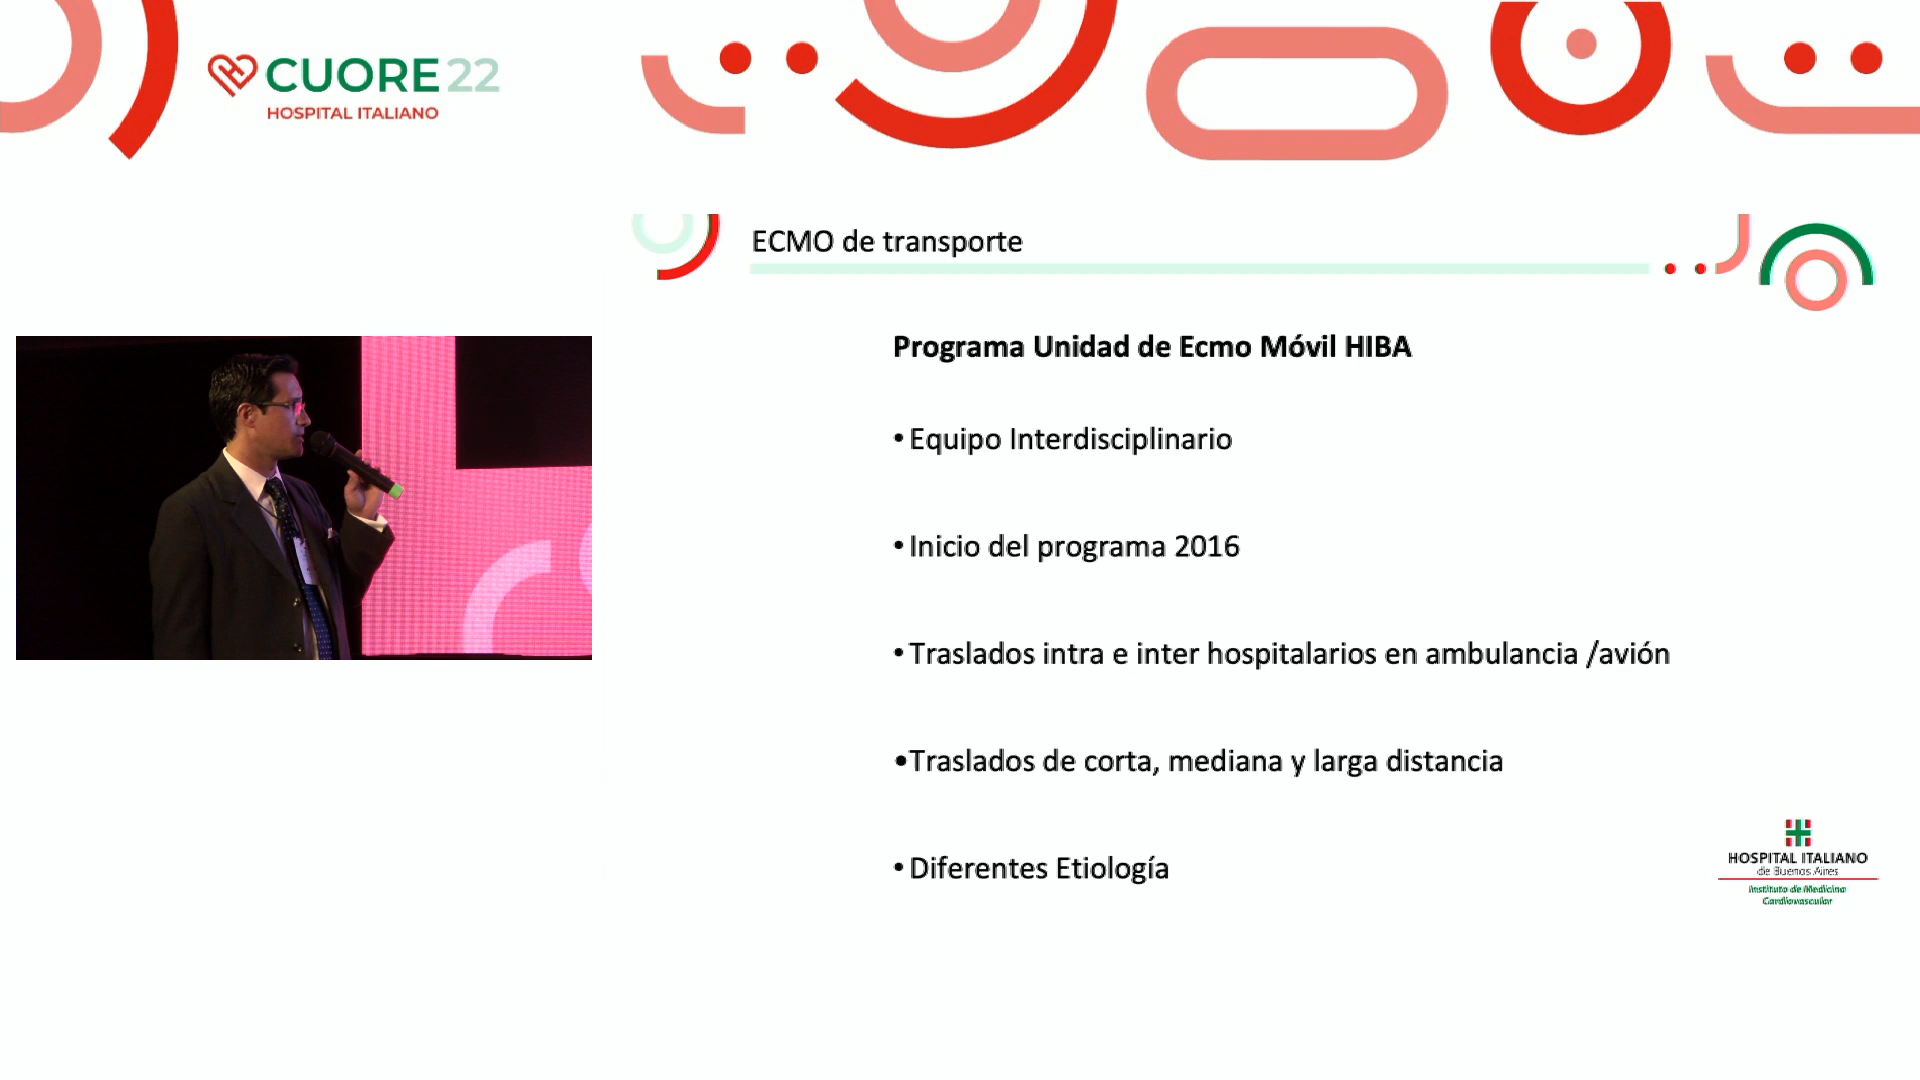 CUORE 22
HOSPITAL ITALIANO
ECMO de transporte
Programa Unidad de Ecmo Móvil HIBA
• Equipo Interdisciplinario
• Inicio del programa 2016
• Traslados intra e inter hospitalarios en ambulancia /avión
•Traslados de corta, mediana y larga distancia
• Diferentes Etiología
HOSPITAL ITALIANO
de Buenos Aires
Instituto de Medicina
Cardiovascular